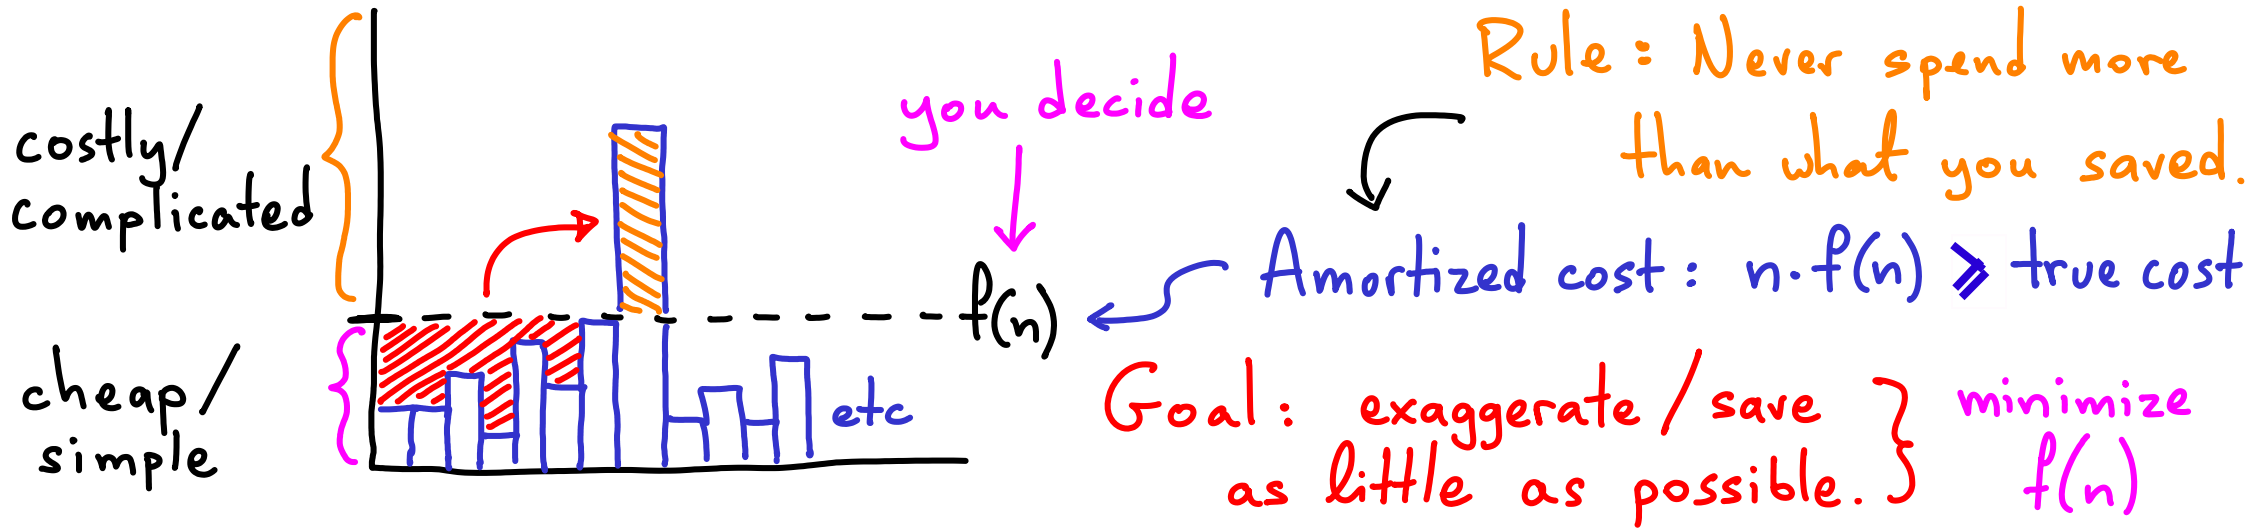 costly/
complicated
cheap/
simple
etc
you decide
f(n)
Rule: Never spend more
than what you saved.
Amortized cost: n·f(n) ⩾ true cost
Goal: exaggerate/save
as little as possible.
minimize
f(n)